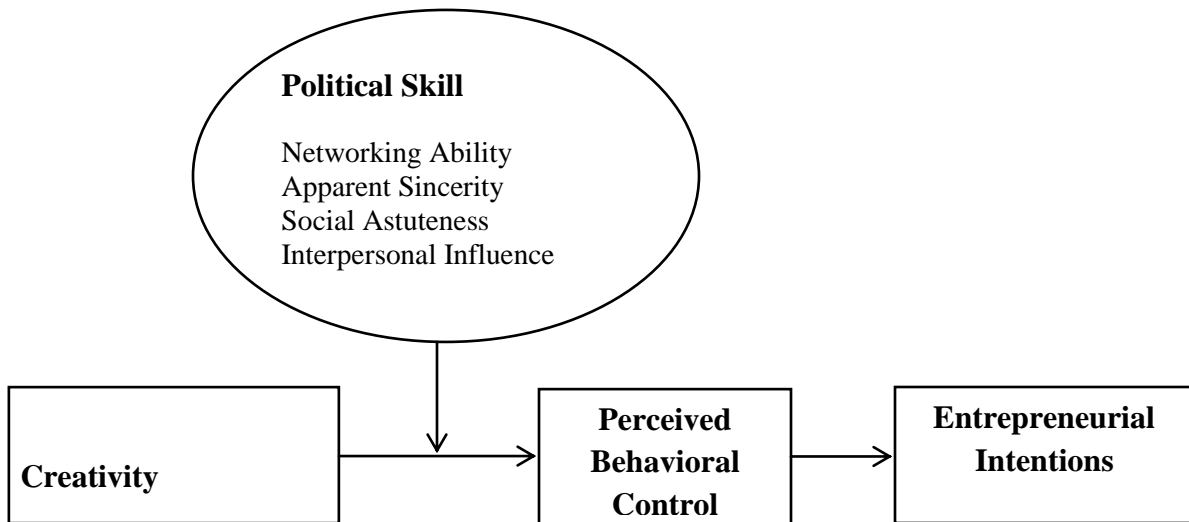 Political Skill
Networking Ability
Apparent Sincerity
Social Astuteness
Interpersonal Influence
Creativity
Perceived
Behavioral
Control
Entrepreneurial
Intentions